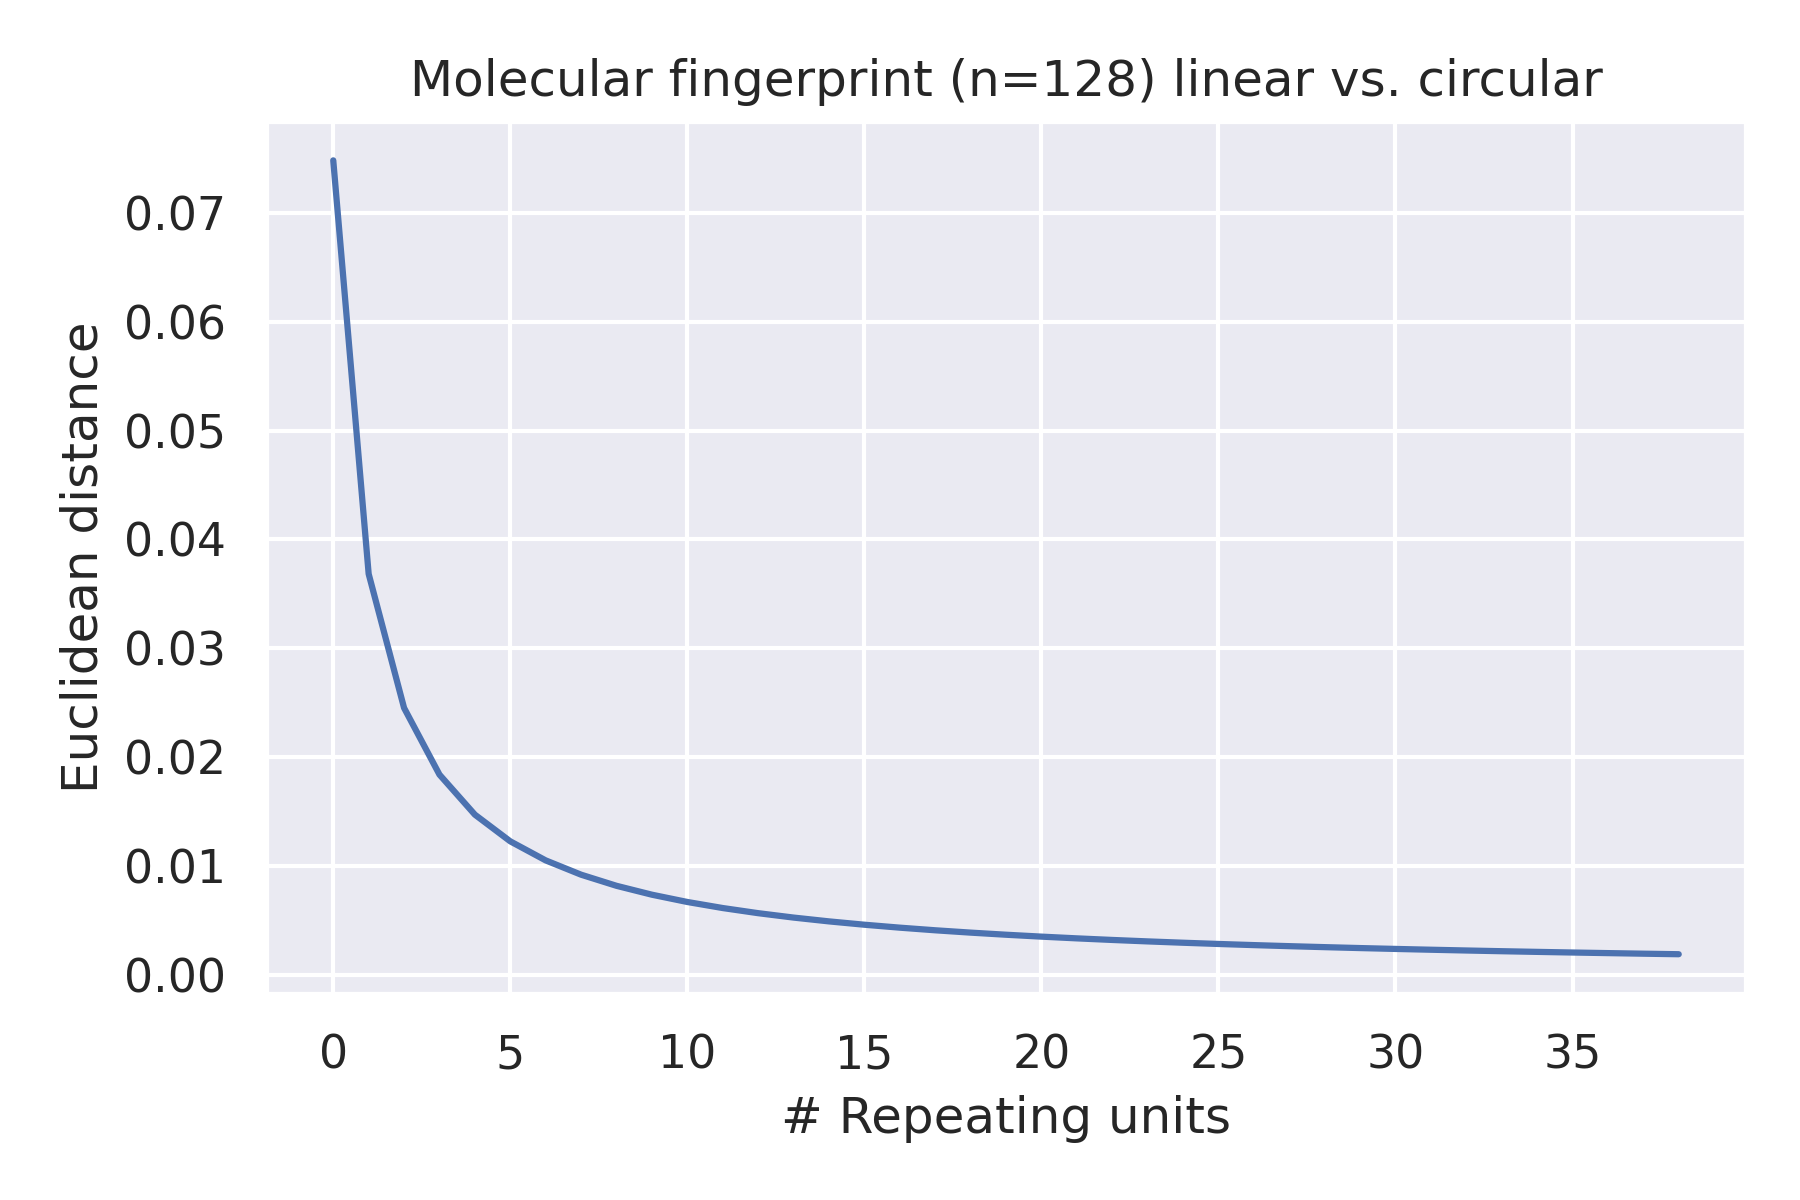 Molecular fingerprint (n=128) linear vs. circular
0.07
0.06
0.05
0.04
0.03
0.02
0.01
0.00
Euclidean distance
0 5 10 15 20 25 30 35
# Repeating units